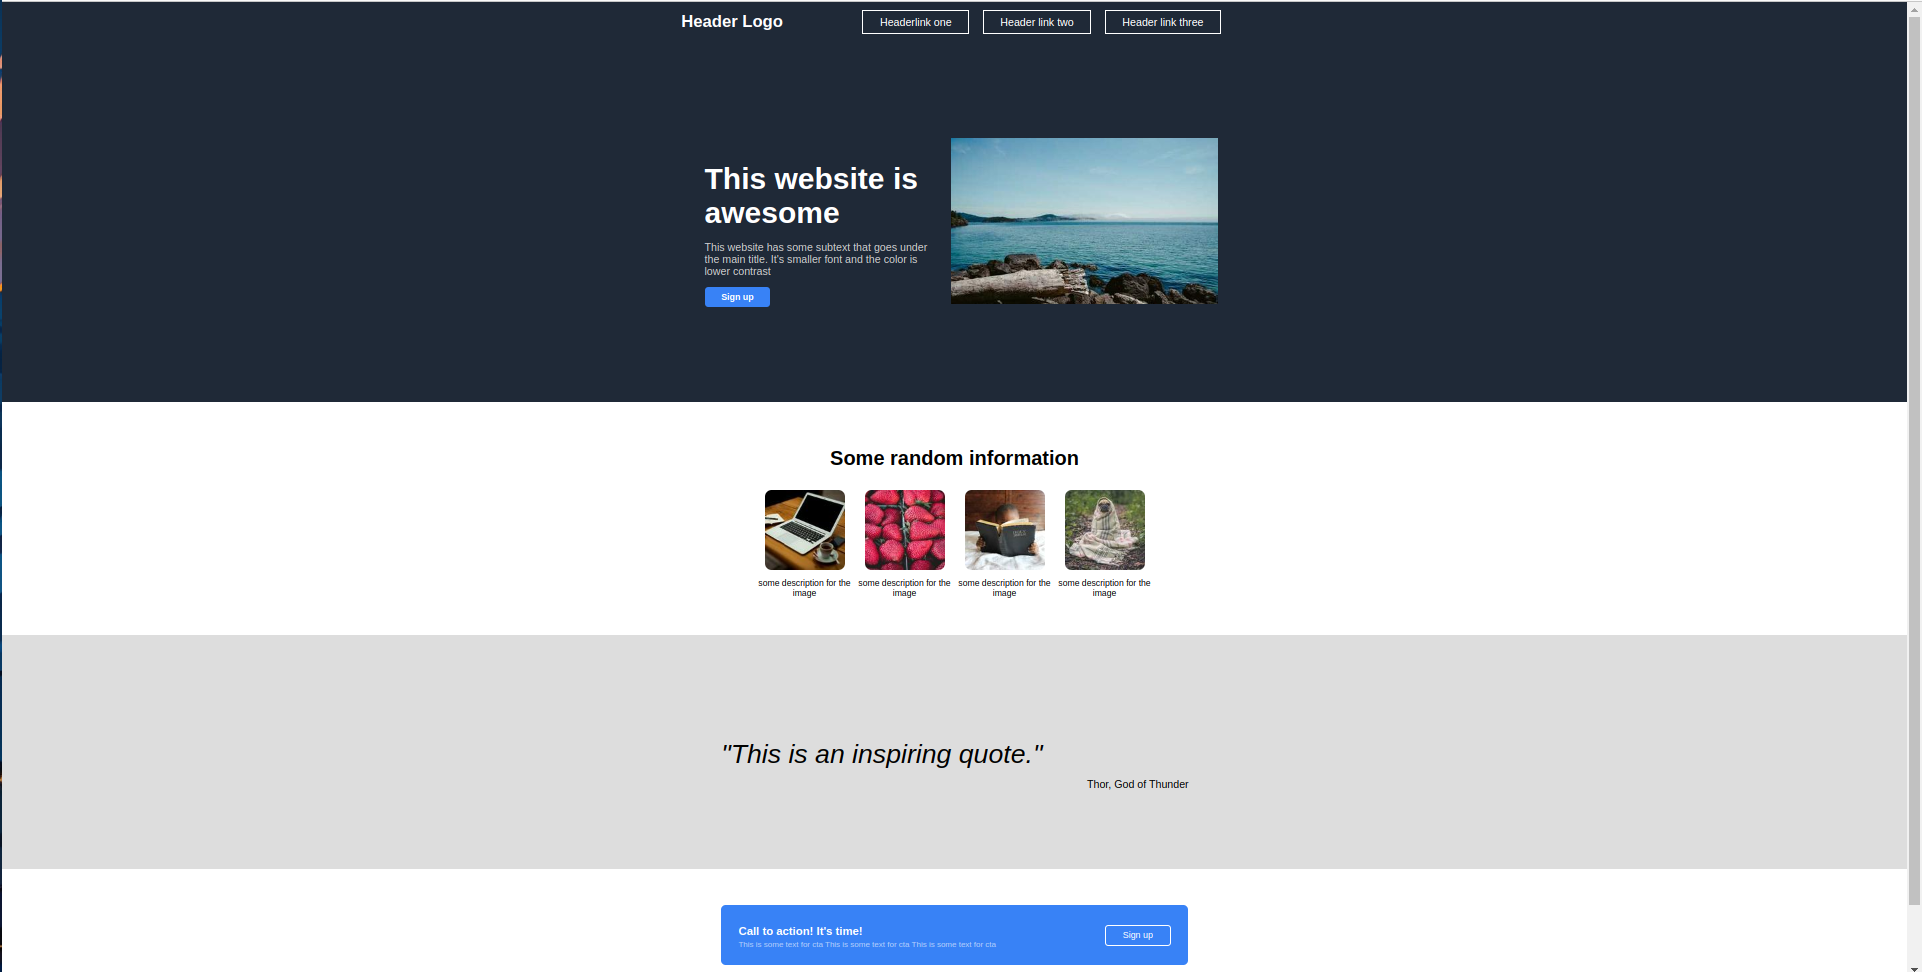 Header Logo
Headerlink one
Header link two
Header link three
This website is
awesome
This website has some subtext that goes under
the main title. It's smaller font and the color is
lower contrast
Sign up
Some random information
some description for the
image
some description for the
image
some description for the
image
some description for the
image
"This is an inspiring quote."
Thor, God of Thunder
Call to action! It's time!
This is some text for cta This is some text for cta This is some text for cta
Sign up